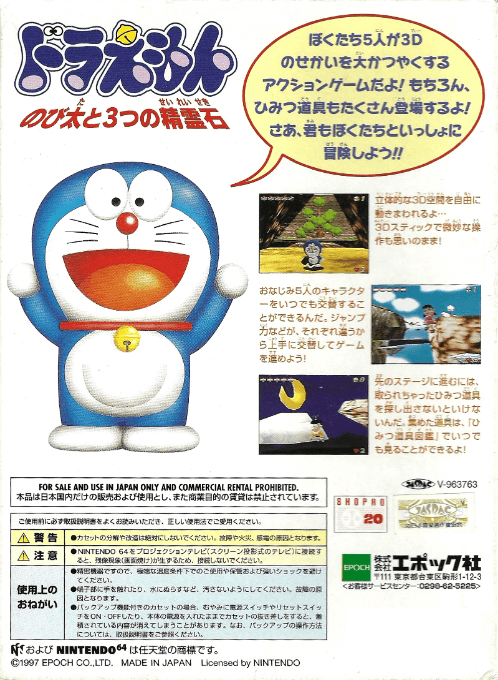 ドラえもん
のび太と3つの精霊石
ぼくたち5人が3D
のせかいを大かつやくする
アクションゲームだよ! もちろん、
ひみつ道具もたくさん登場するよ!
さあ、君もぼくたちといっしょに
冒険しよう!!
立体的な3D空間を自由に
動きまわれるよ…
3Dスティックで微妙な操
作も思いのまま!
おなじみ5人のキャラクタ
ーをいつでも交替するこ
とができるんだ。ジャンプ
力などが、それぞれ違うか
ら上手に交替してゲーム
を進めよう!
先のステージに進むには、
取られちゃったひみつ道具
を探し出さないといけな
いんだ。集めた道具は、「ひ
みつ道具図鑑」でいつで
も見ることができるよ!
FOR SALE AND USE IN JAPAN ONLY AND COMMERCIAL RENTAL PROHIBITED.
本品は日本国内だけの販売および使用とし、また商業目的の賃貸は禁止されています。
V-963763
SHOPRO
20
JASRAC
ご使用前に必ず取扱説明書をよくお読みいただき、正しい使用法でご愛用ください。
警告
●カセットの分解や改造は絶対にしないでください。故障や火災、感電の原因となります。
注意
●NINTENDO 64をプロジェクションテレビ(スクリーン投影式のテレビ)に接続す
ると、残像現象(画面焼け)が生ずるため、接続しないでください。
使用上の
おねがい
●精密機器ですので、極端な温度条件下でのご使用や保管および強いショックを避け
てください。
●端子部に手を触れたり、水にぬらすなど、汚さないようにしてください。故障の原
因となります。
●バックアップ機能付きのカセットの場合、むやみに電源スイッチやリセットスイッ
チをON・OFFしたり、本体の電源を入れたままでカセットの抜き差しをすると、蓄
積されている内容が消えてしまうことがあります。なお、バックアップの操作方法
については、取扱説明書をご参照ください。
EPOCH
株式会社エポック社
〒111 東京都台東区駒形1-12-3
<お客様サービスセンター:0298-62-5225>
および NINTENDO64 は任天堂の商標です。
©1997 EPOCH CO.,LTD. MADE IN JAPAN Licensed by NINTENDO